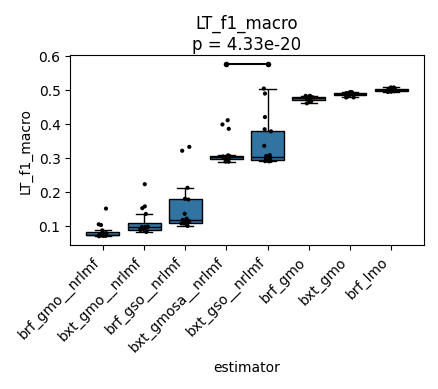 LT_f1_macro
p = 4.33e-20
LT_f1_macro
0.6
0.5
0.4
0.3
0.2
0.1
brf_gmo__nrlmf
bxt_gmo__nrlmf
brf_gso__nrlmf
bxt_gmosa__nrlmf
bxt_gso__nrlmf
brf_gmo
bxt_gmo
brf_lmo
estimator